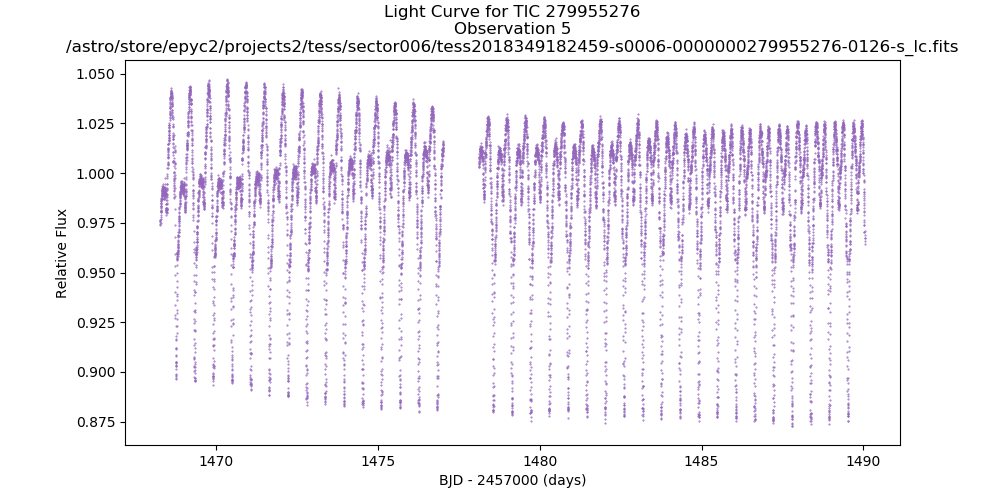 Light Curve for TIC 279955276
Observation 5
/astro/store/epyc2/projects2/tess/sector006/tess2018349182459-s0006-0000000279955276-0126-s_lc.fits
1.050
1.025
1.000
0.975
0.950
0.925
0.900
0.875
Relative Flux
1470
1475
1480
1485
1490
BJD - 2457000 (days)